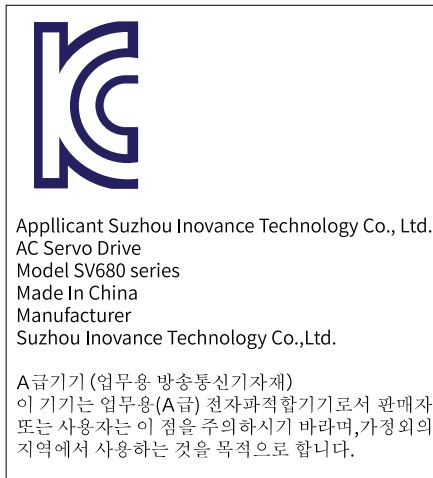 KC
Appllicant Suzhou Inovance Technology Co., Ltd.
AC Servo Drive
Model SV680 series
Made In China
Manufacturer
Suzhou Inovance Technology Co.,Ltd.
A급기기 (업무용 방송통신기자재)
이 기기는 업무용(A급) 전자파적합기기로서 판매자
또는 사용자는 이 점을 주의하시기 바라며,가정외의
지역에서 사용하는 것을 목적으로 합니다.